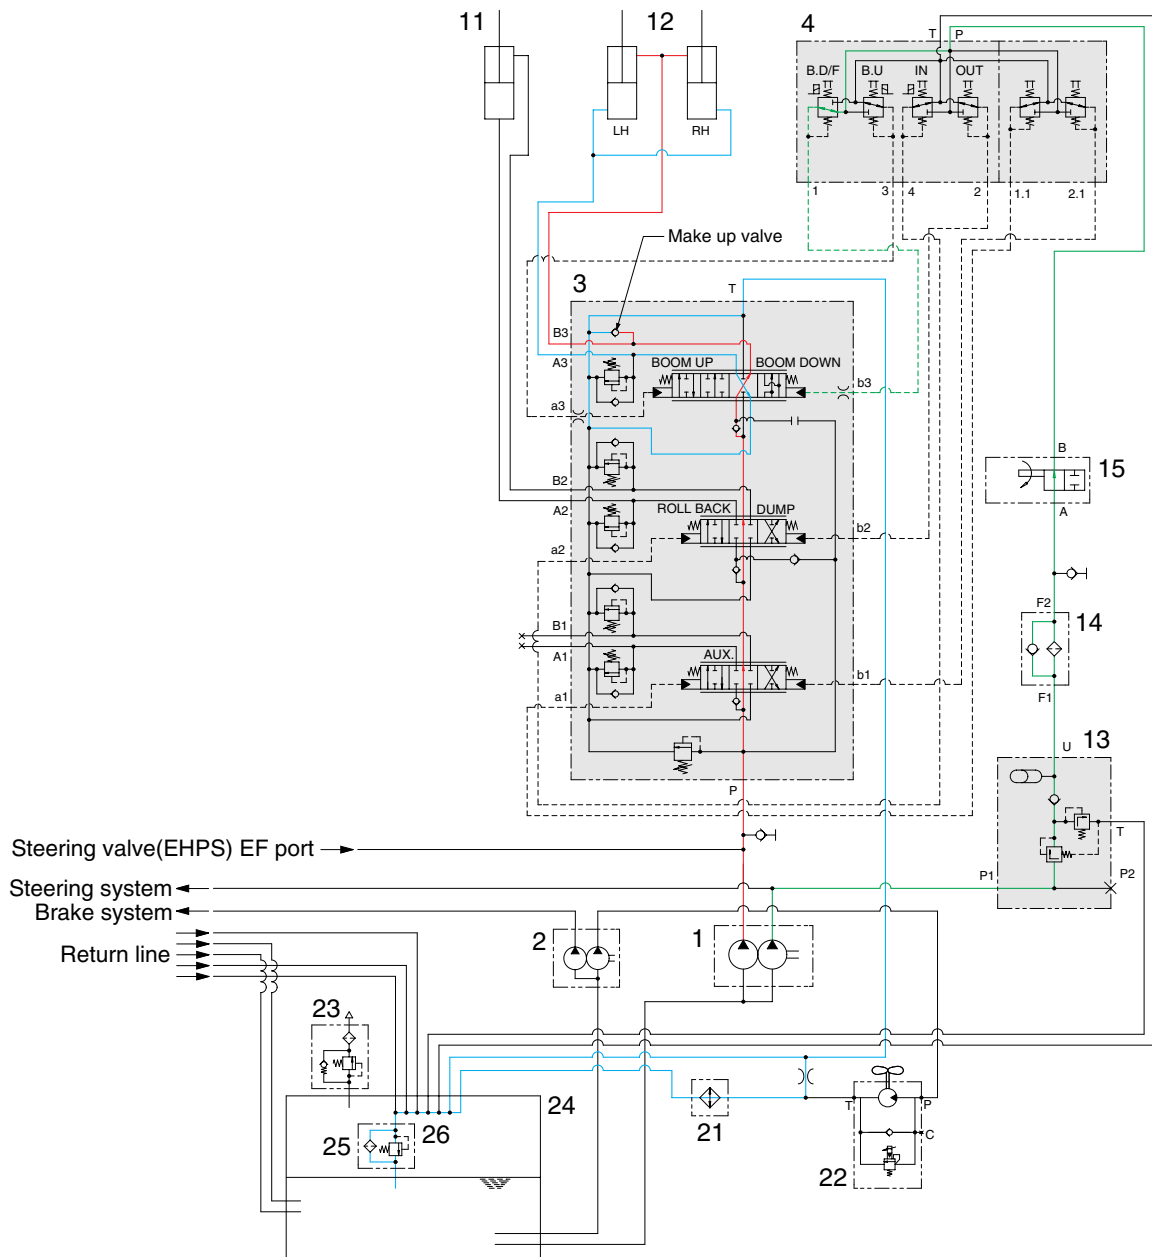 11
12
4
T P
B.D/F B.U IN OUT
LH RH
1 3 4 2 1.1 2.1
Make up valve
3
T
B3
A3
BOOM UP BOOM DOWN
a3
b3
B
15
A
B2
A2
ROLL BACK DUMP
a2
b2
F2
14
F1
B1
A1
AUX.
a1
b1
U
13
P
T
P1
P2
Steering valve(EHPS) EF port
Steering system
Brake system
Return line
2
1
23
24
25
26
21
T P
C
22